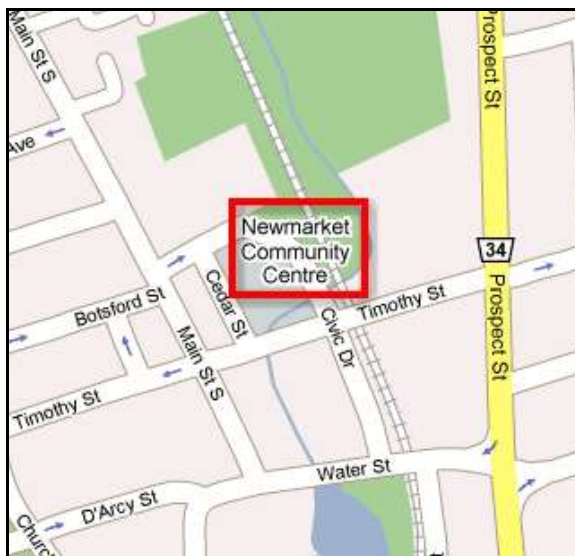 Main St S
Prospect St
Ave
Newmarket
Community
Centre
34
Botsford St
Cedar St
Timothy St
Prospect St
Civic Dr
Main St S
Timothy St
Water St
D'Arcy St
Church